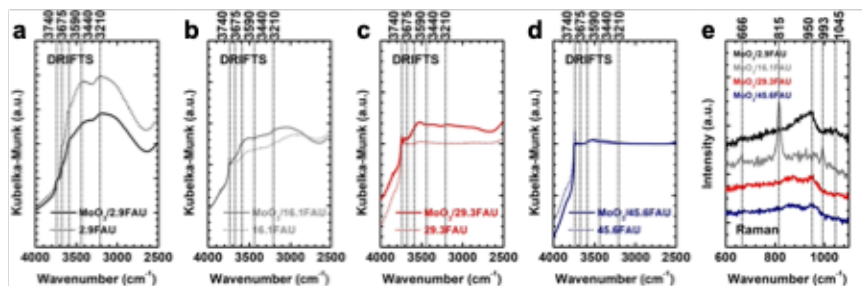 a
3740
3675
3590
3440
3210
DRIFTS
Kubelka-Munk (a.u.)
MoO3/2.9FAU
2.9FAU
4000 3500 3000 2500
Wavenumber (cm-1)
b
3740
3675
3590
3440
3210
DRIFTS
Kubelka-Munk (a.u.)
MoO3/16.1FAU
16.1FAU
4000 3500 3000 2500
Wavenumber (cm-1)
c
3740
3675
3590
3440
3210
DRIFTS
Kubelka-Munk (a.u.)
MoO3/29.3FAU
29.3FAU
4000 3500 3000 2500
Wavenumber (cm-1)
d
3740
3675
3590
3440
3210
DRIFTS
Kubelka-Munk (a.u.)
MoO3/45.6FAU
45.6FAU
4000 3500 3000 2500
Wavenumber (cm-1)
e
666
815
950
993
1045
MoO3/2.9FAU
MoO3/16.1FAU
MoO3/29.3FAU
MoO3/45.6FAU
Intensity (a.u.)
Raman
600 800 1000
Wavenumber (cm-1)